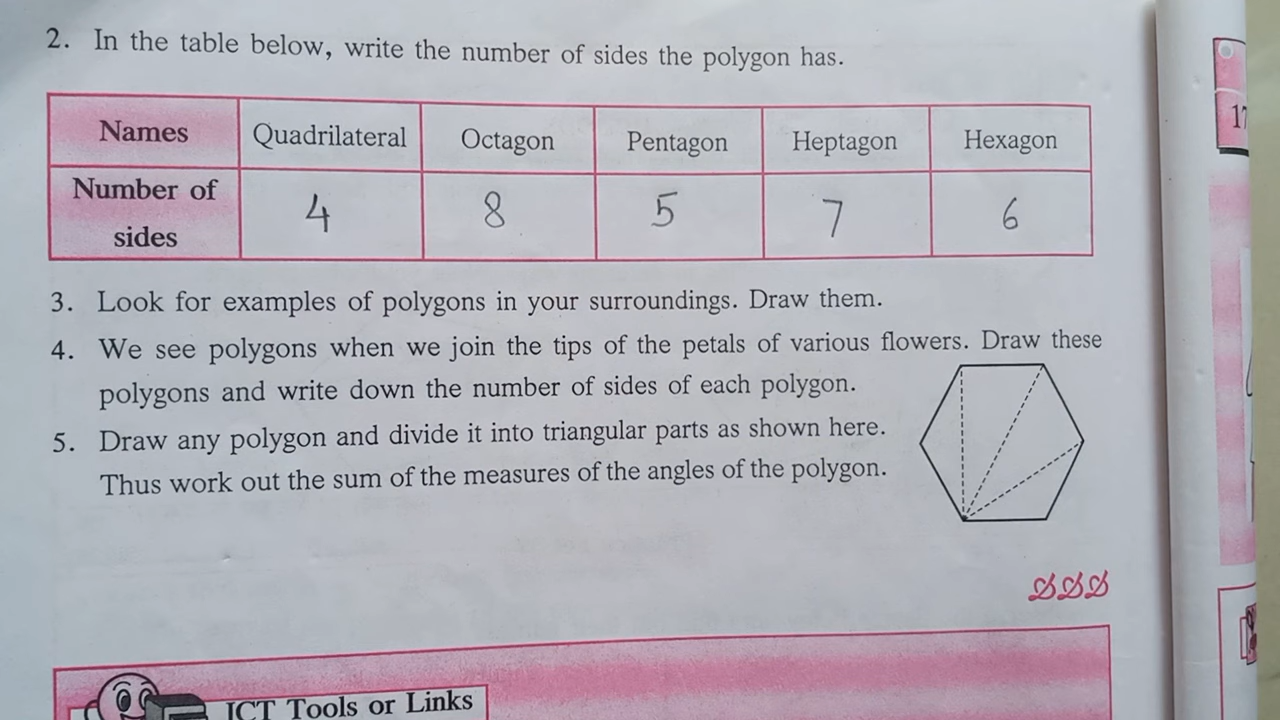 2. In the table below, write the number of sides the polygon has.
Names Quadrilateral Octagon Pentagon Heptagon Hexagon
Number of sides 4 8 5 7 6
3. Look for examples of polygons in your surroundings. Draw them.
4. We see polygons when we join the tips of the petals of various flowers. Draw these
polygons and write down the number of sides of each polygon.
5. Draw any polygon and divide it into triangular parts as shown here.
Thus work out the sum of the measures of the angles of the polygon.
ICT Tools or Links